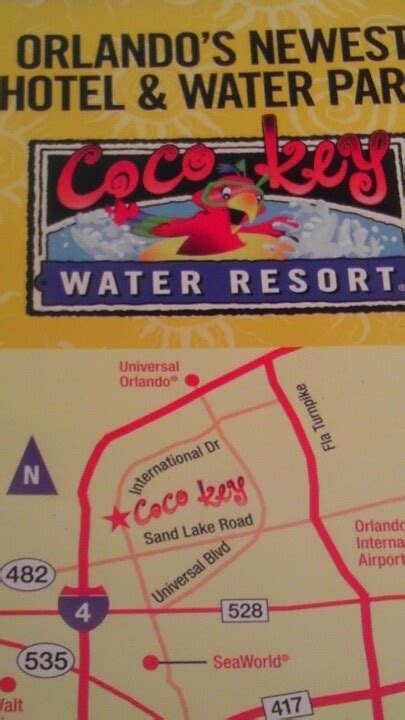 ORLANDO'S NEWEST
HOTEL & WATER PAR
Coco key
WATER RESORT®
Universal
Orlando®
Fla Turnpike
International Dr
N
Coco key
Sand Lake Road
Universal Blvd
Orlando
Interna
Airport
482
4
528
535
SeaWorld®
Walt
417